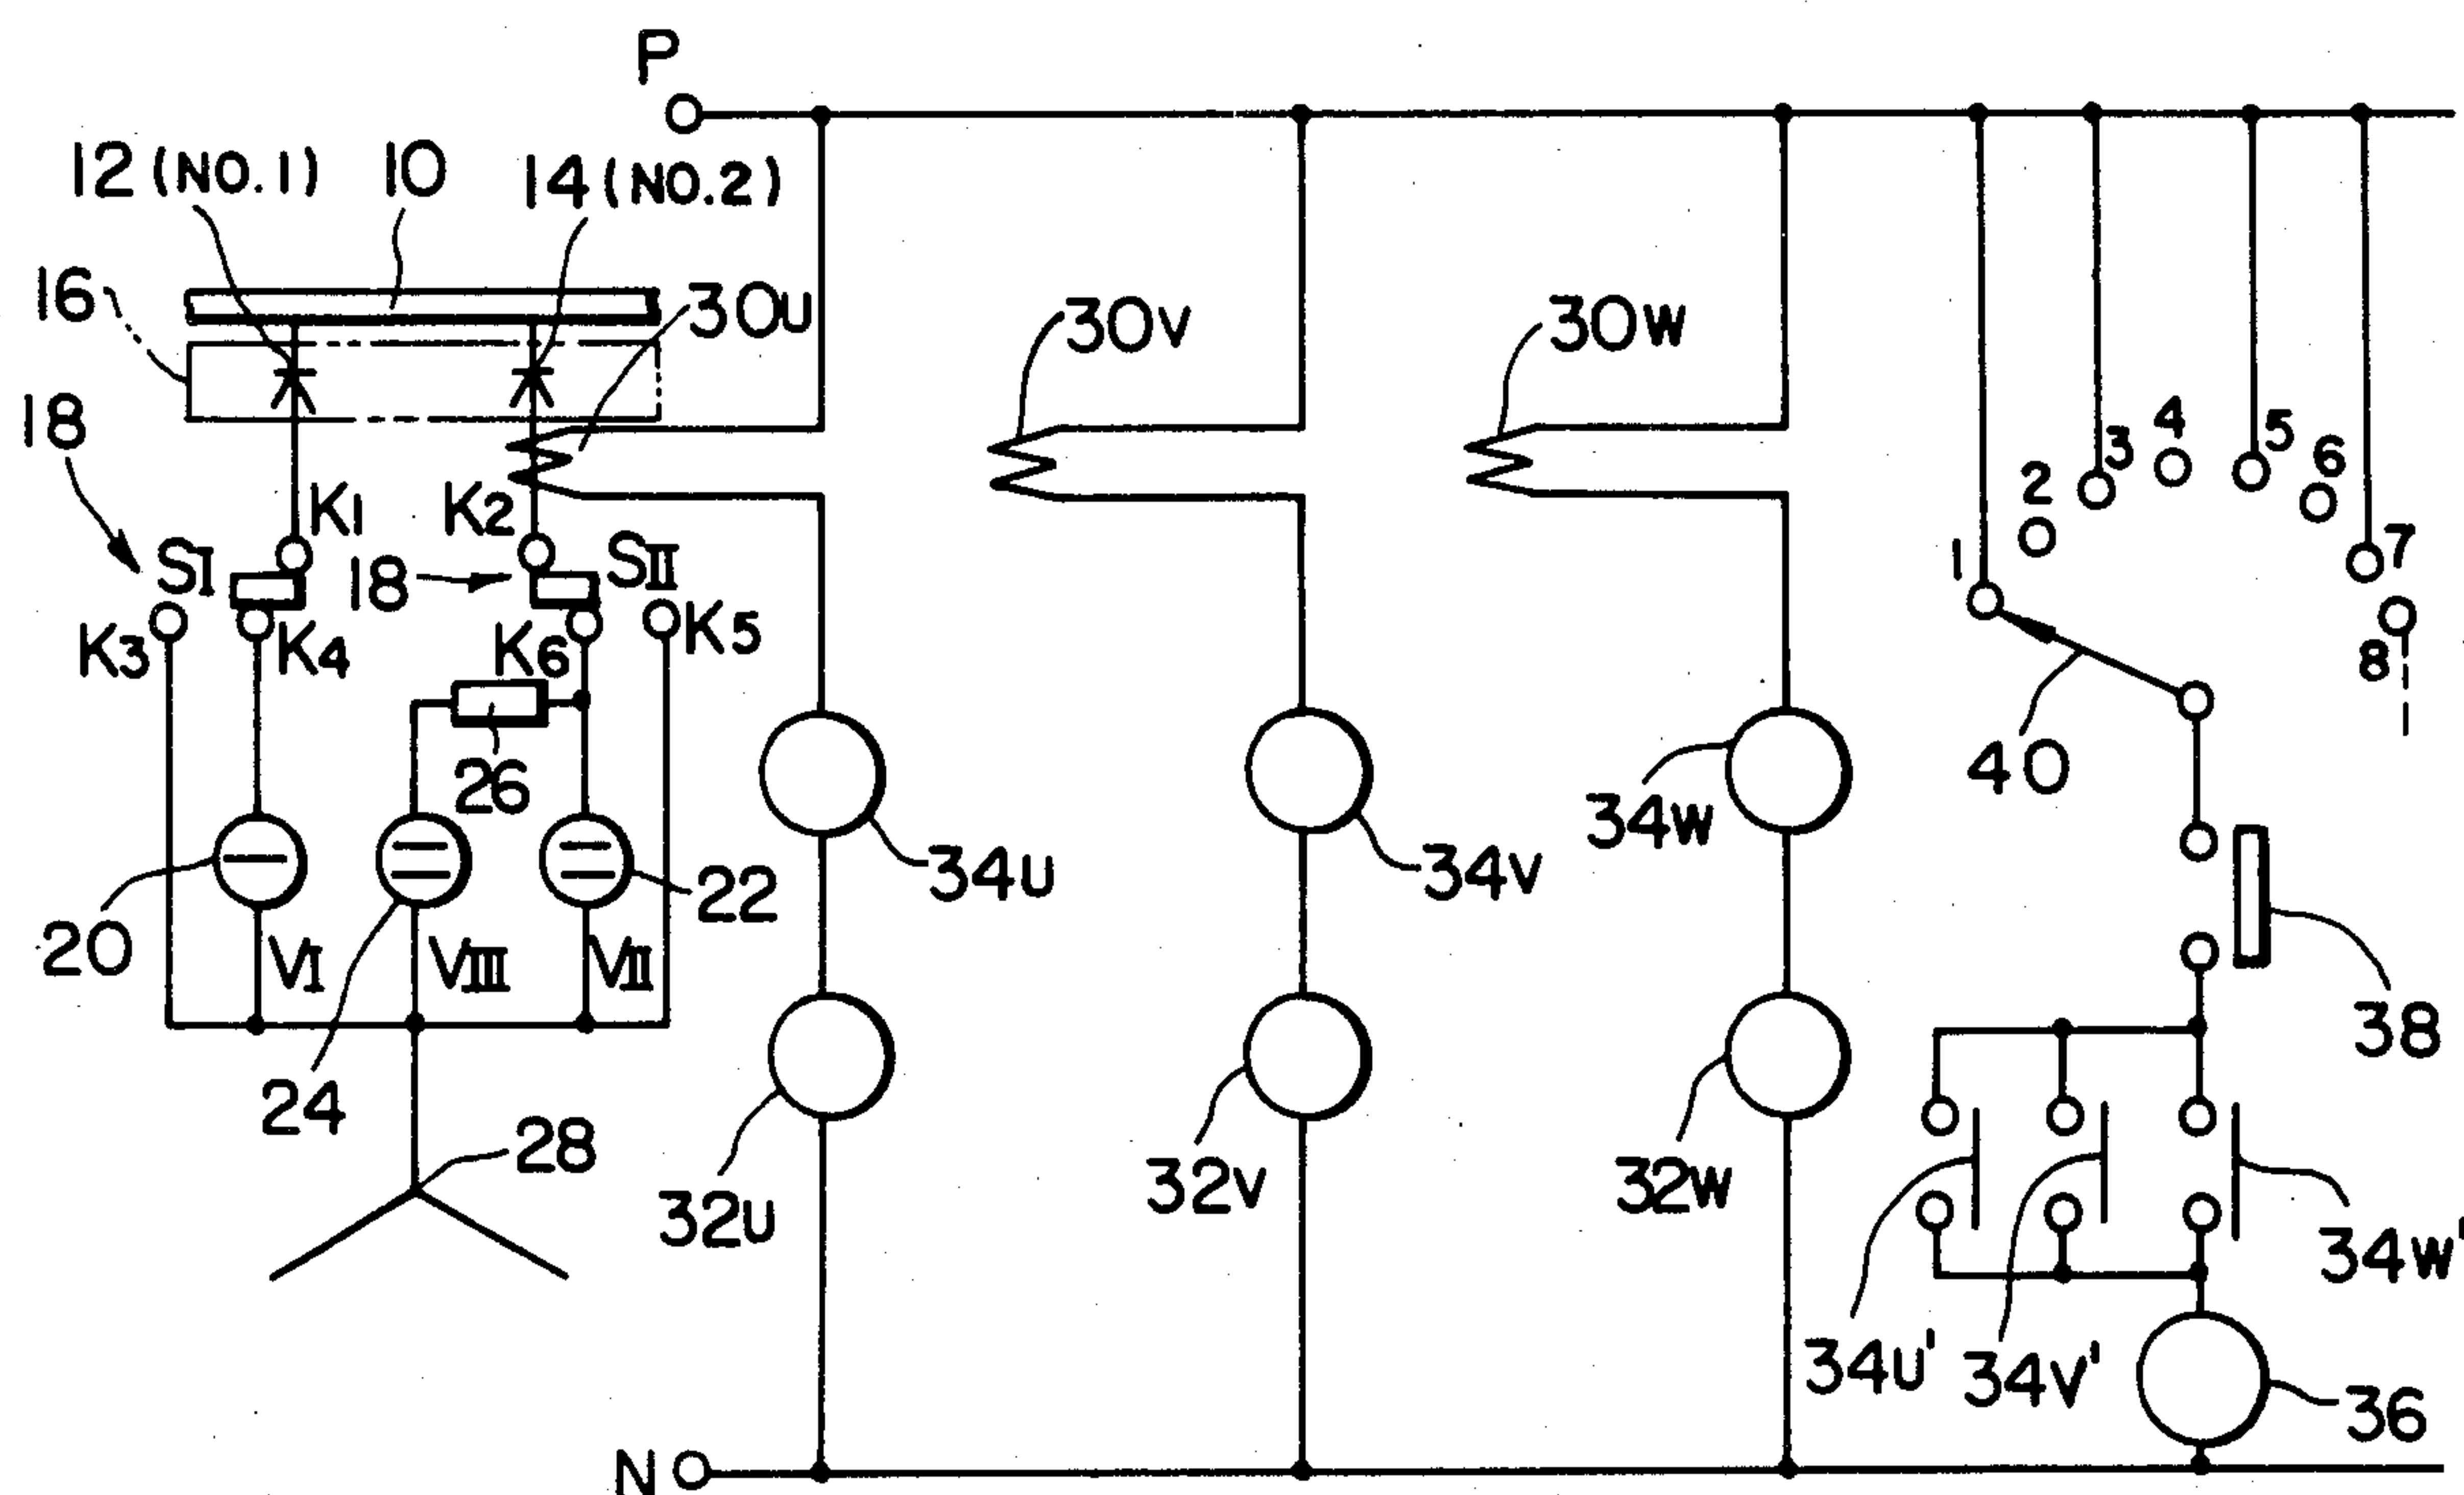 P
12 (NO.1) 10 14 (NO.2)
16
30U
30V
30W
18
K1
K2
SI
18
SII
K3
K4
K6
K5
1
2
3
4
5
6
7
8
26
40
34U
34V
34W
20
VI
VIII
VII
22
38
24
28
32U
32V
32W
34U'
34V'
34W'
36
N